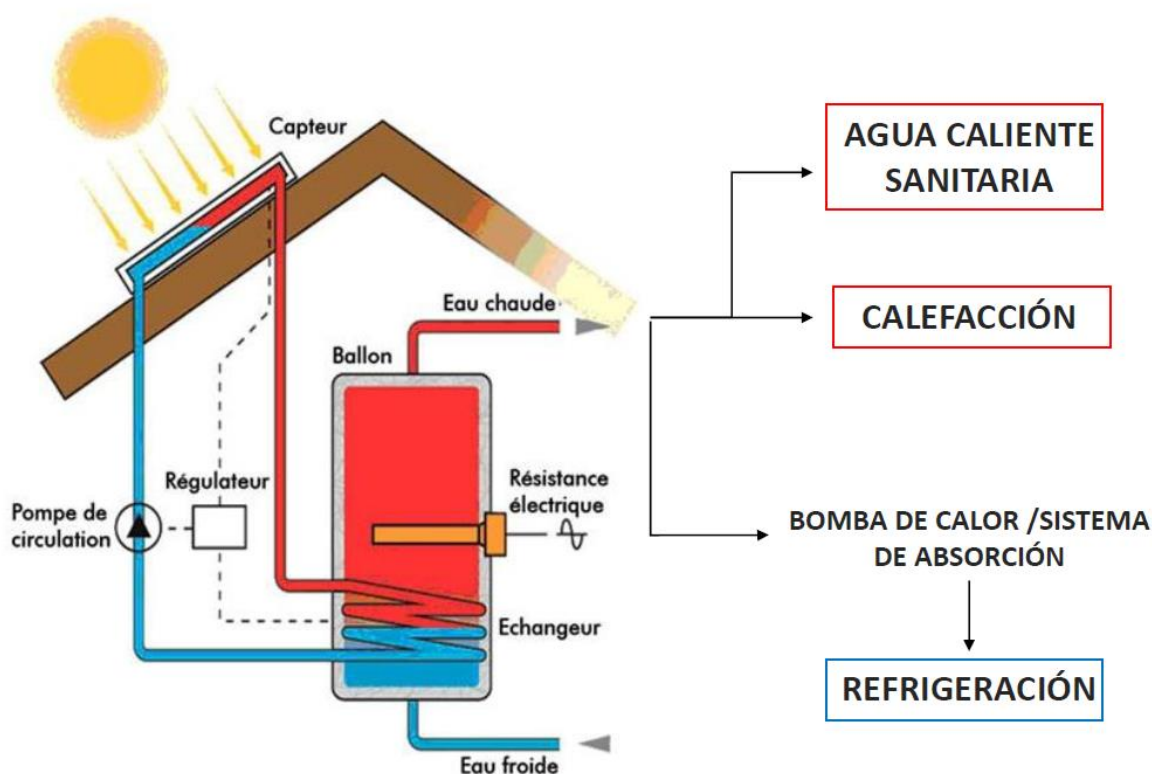 Capteur
Eau chaude
Ballon
Régulateur
Pompe de
circulation
Résistance
électrique
Echangeur
Eau froide
AGUA CALIENTE
SANITARIA
CALEFACCIÓN
BOMBA DE CALOR /SISTEMA
DE ABSORCIÓN
REFRIGERACIÓN